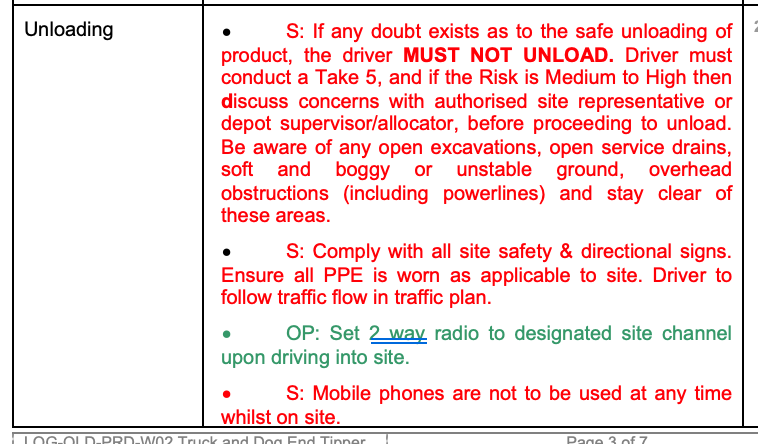 Unloading
• S: If any doubt exists as to the safe unloading of
product, the driver MUST NOT UNLOAD. Driver must
conduct a Take 5, and if the Risk is Medium to High then
discuss concerns with authorised site representative or
depot supervisor/allocator, before proceeding to unload.
Be aware of any open excavations, open service drains,
soft and boggy or unstable ground, overhead
obstructions (including powerlines) and stay clear of
these areas.
• S: Comply with all site safety & directional signs.
Ensure all PPE is worn as applicable to site. Driver to
follow traffic flow in traffic plan.
• OP: Set 2 way radio to designated site channel
upon driving into site.
• S: Mobile phones are not to be used at any time
whilst on site.
LOG-QLD-PRD-W02 Truck and Dog End Tipper
Page 3 of 7